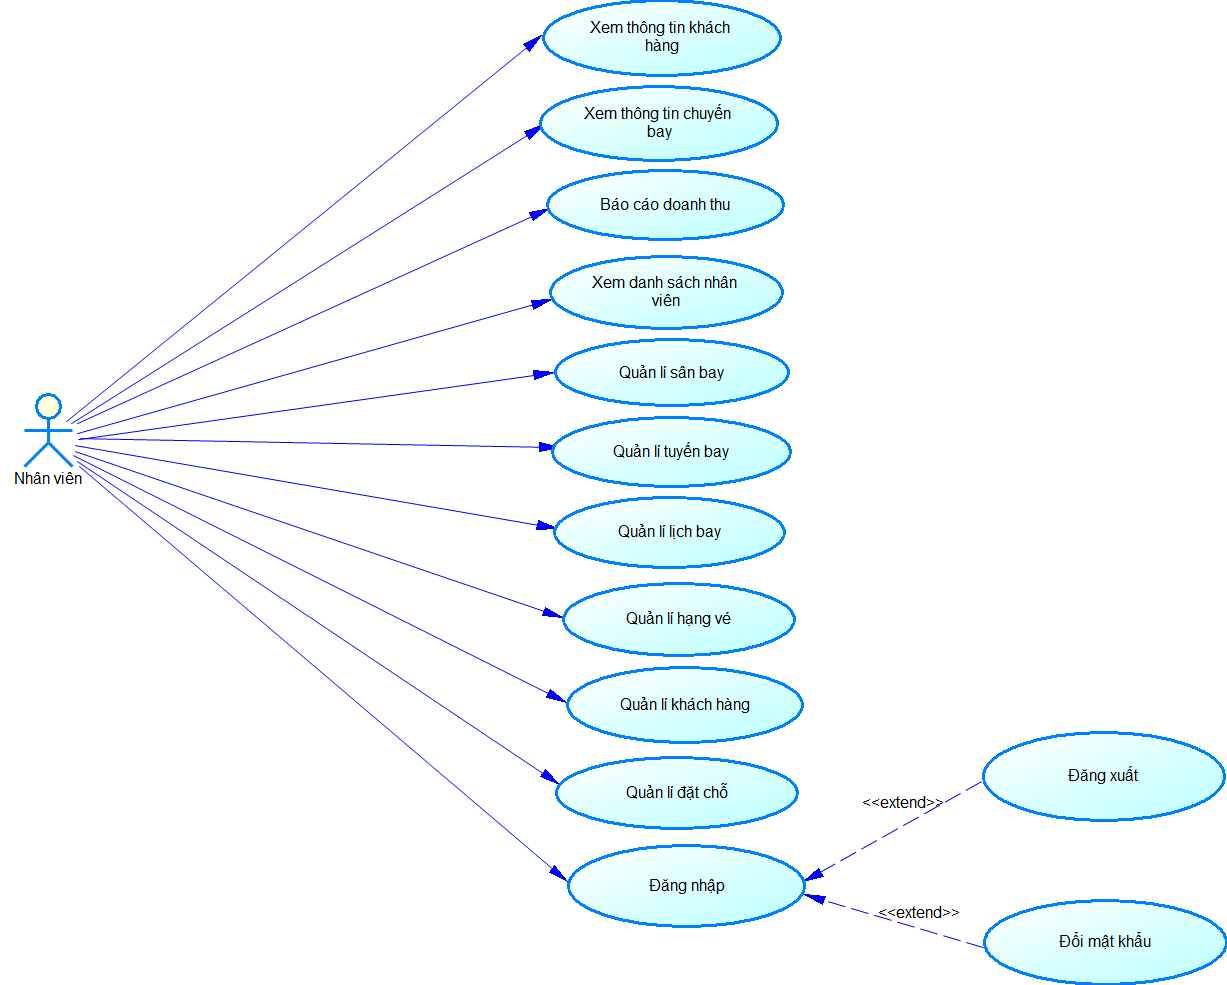 Xem thông tin khách
hàng
Xem thông tin chuyến
bay
Báo cáo doanh thu
Xem danh sách nhân
viên
Quản lí sân bay
Nhân viên
Quản lí tuyến bay
Quản lí lịch bay
Quản lí hạng vé
Quản lí khách hàng
Quản lí đặt chỗ
Đăng nhập
<<extend>>
Đăng xuất
<<extend>>
Đổi mật khẩu